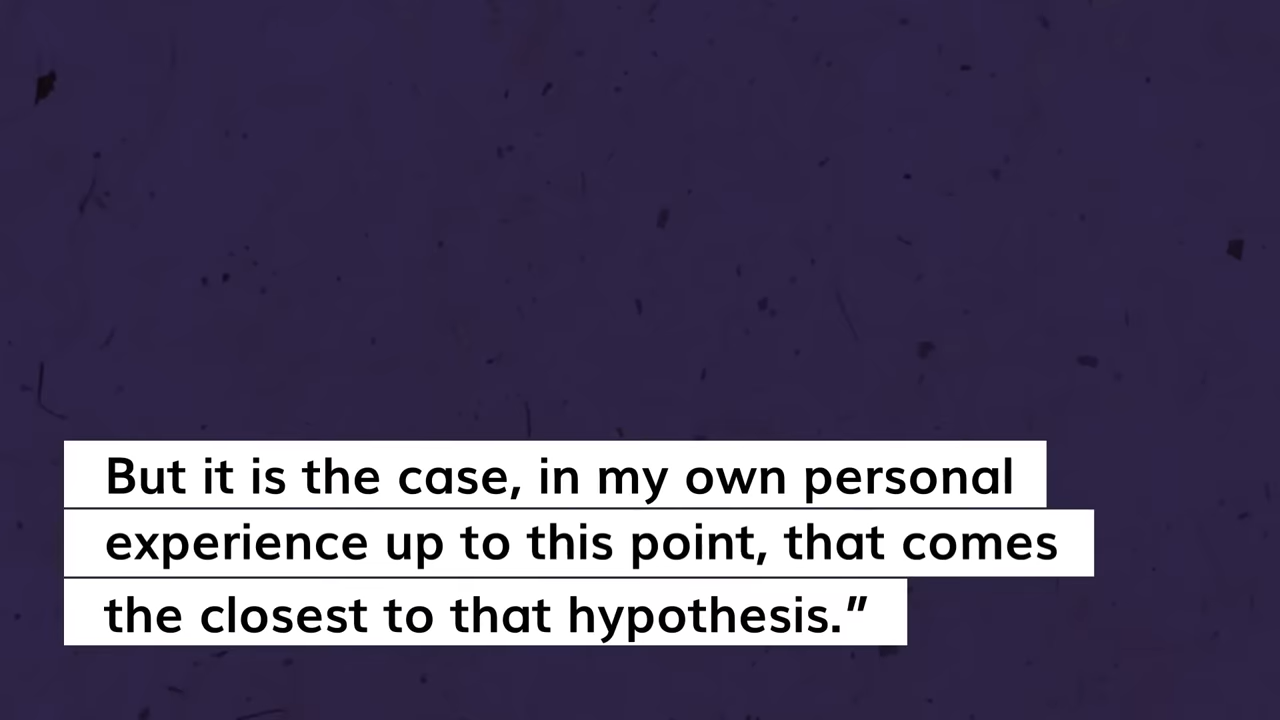 But it is the case, in my own personal
experience up to this point, that comes
the closest to that hypothesis.”